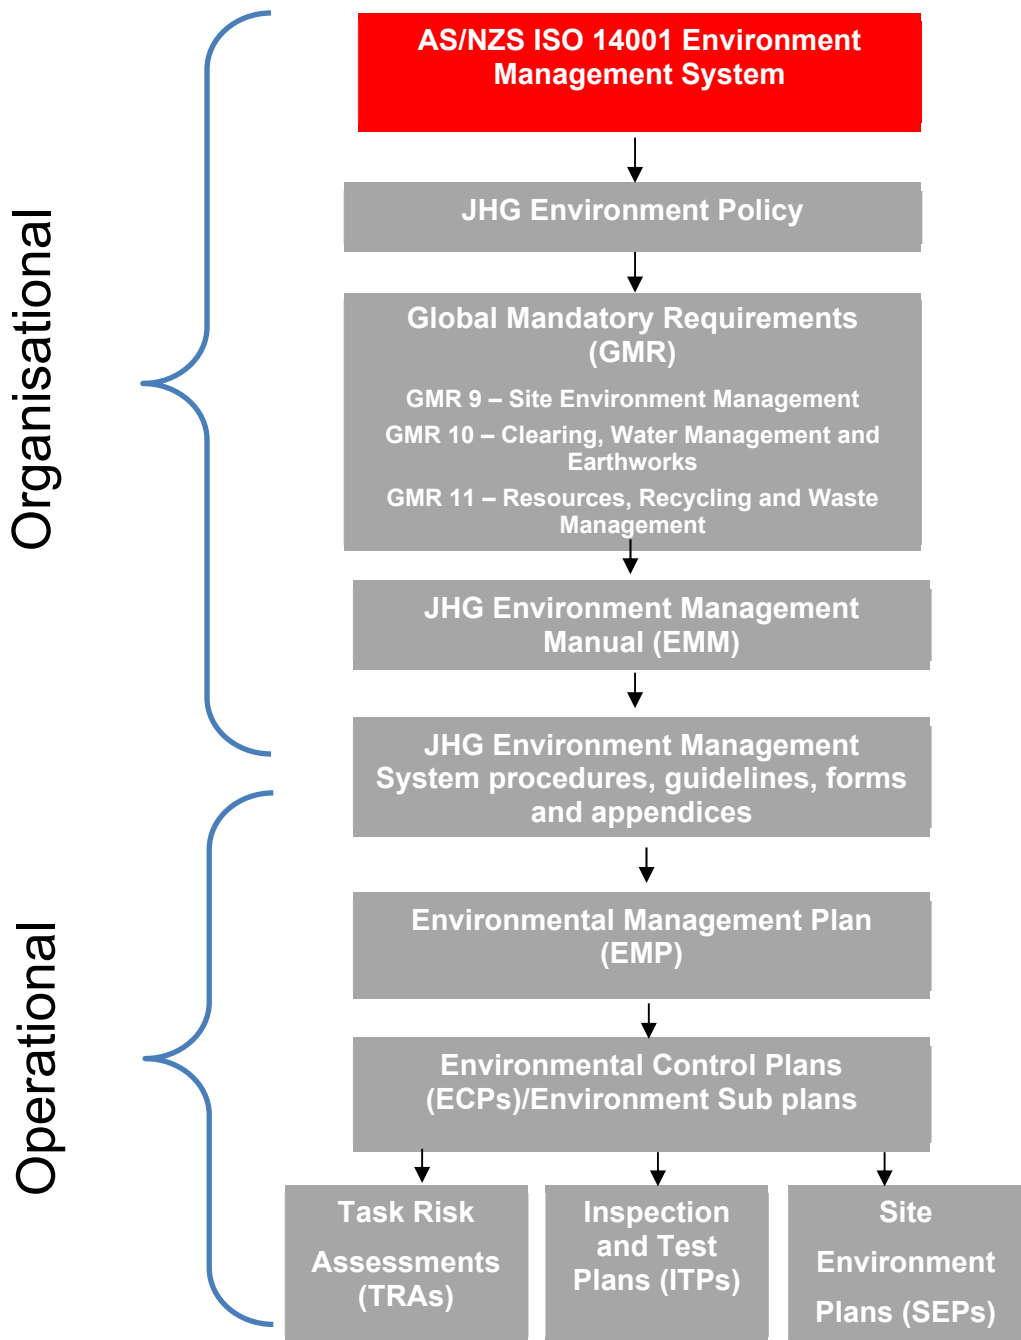 AS/NZS ISO 14001 Environment
Management System
JHG Environment Policy
Global Mandatory Requirements
(GMR)
GMR 9 – Site Environment Management
GMR 10 – Clearing, Water Management and
Earthworks
GMR 11 – Resources, Recycling and Waste
Management
JHG Environment Management
Manual (EMM)
Organisational
JHG Environment Management
System procedures, guidelines, forms
and appendices
Environmental Management Plan
(EMP)
Environmental Control Plans
(ECPs)/Environment Sub plans
Operational
Task Risk
Assessments
(TRAs)
Inspection
and Test
Plans (ITPs)
Site
Environment
Plans (SEPs)